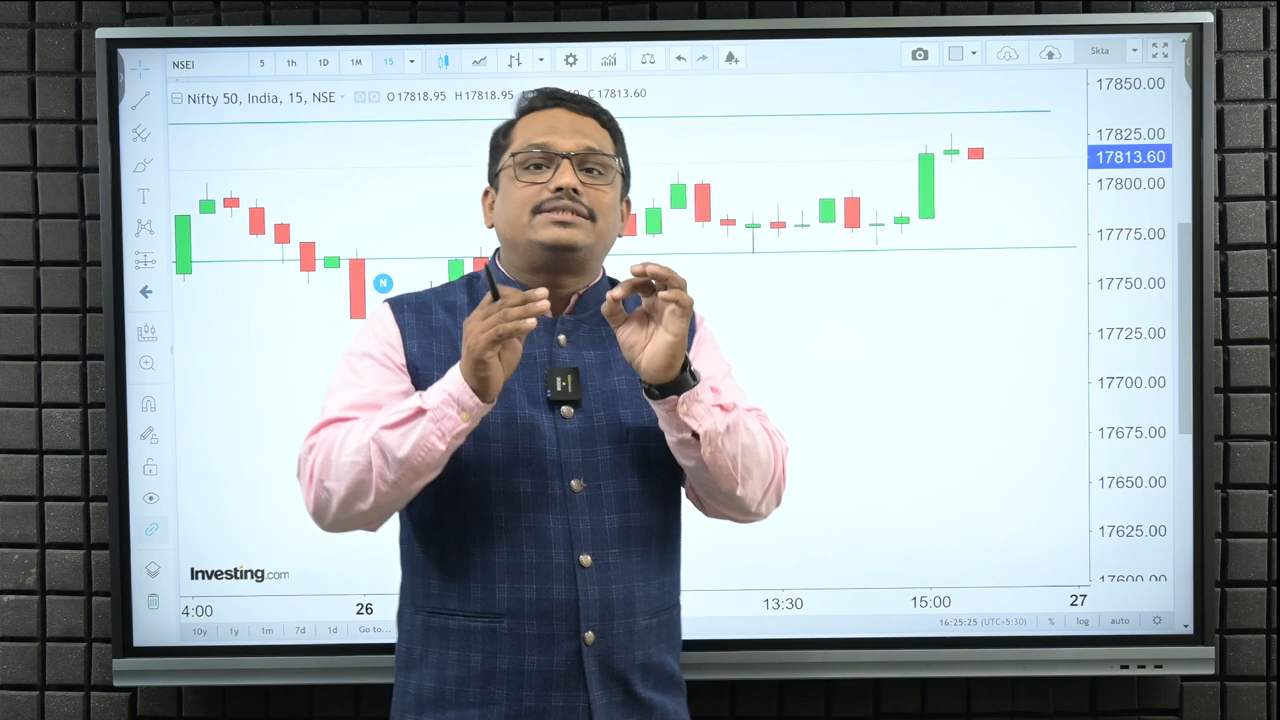 NSEI 5 1h 1D 1M 15 5kta
Nifty 50, India, 15, NSE O 17818.95 H 17818.95 C 17813.60
17850.00
17825.00
17813.60
17800.00
17775.00
17750.00
17725.00
17700.00
17675.00
17650.00
17625.00
17600.00
N
Investing.com
4:00 26 13:30 15:00 27
10y 1y 1m 7d 1d Go to... 16:25:25 (UTC+5:30) % log auto